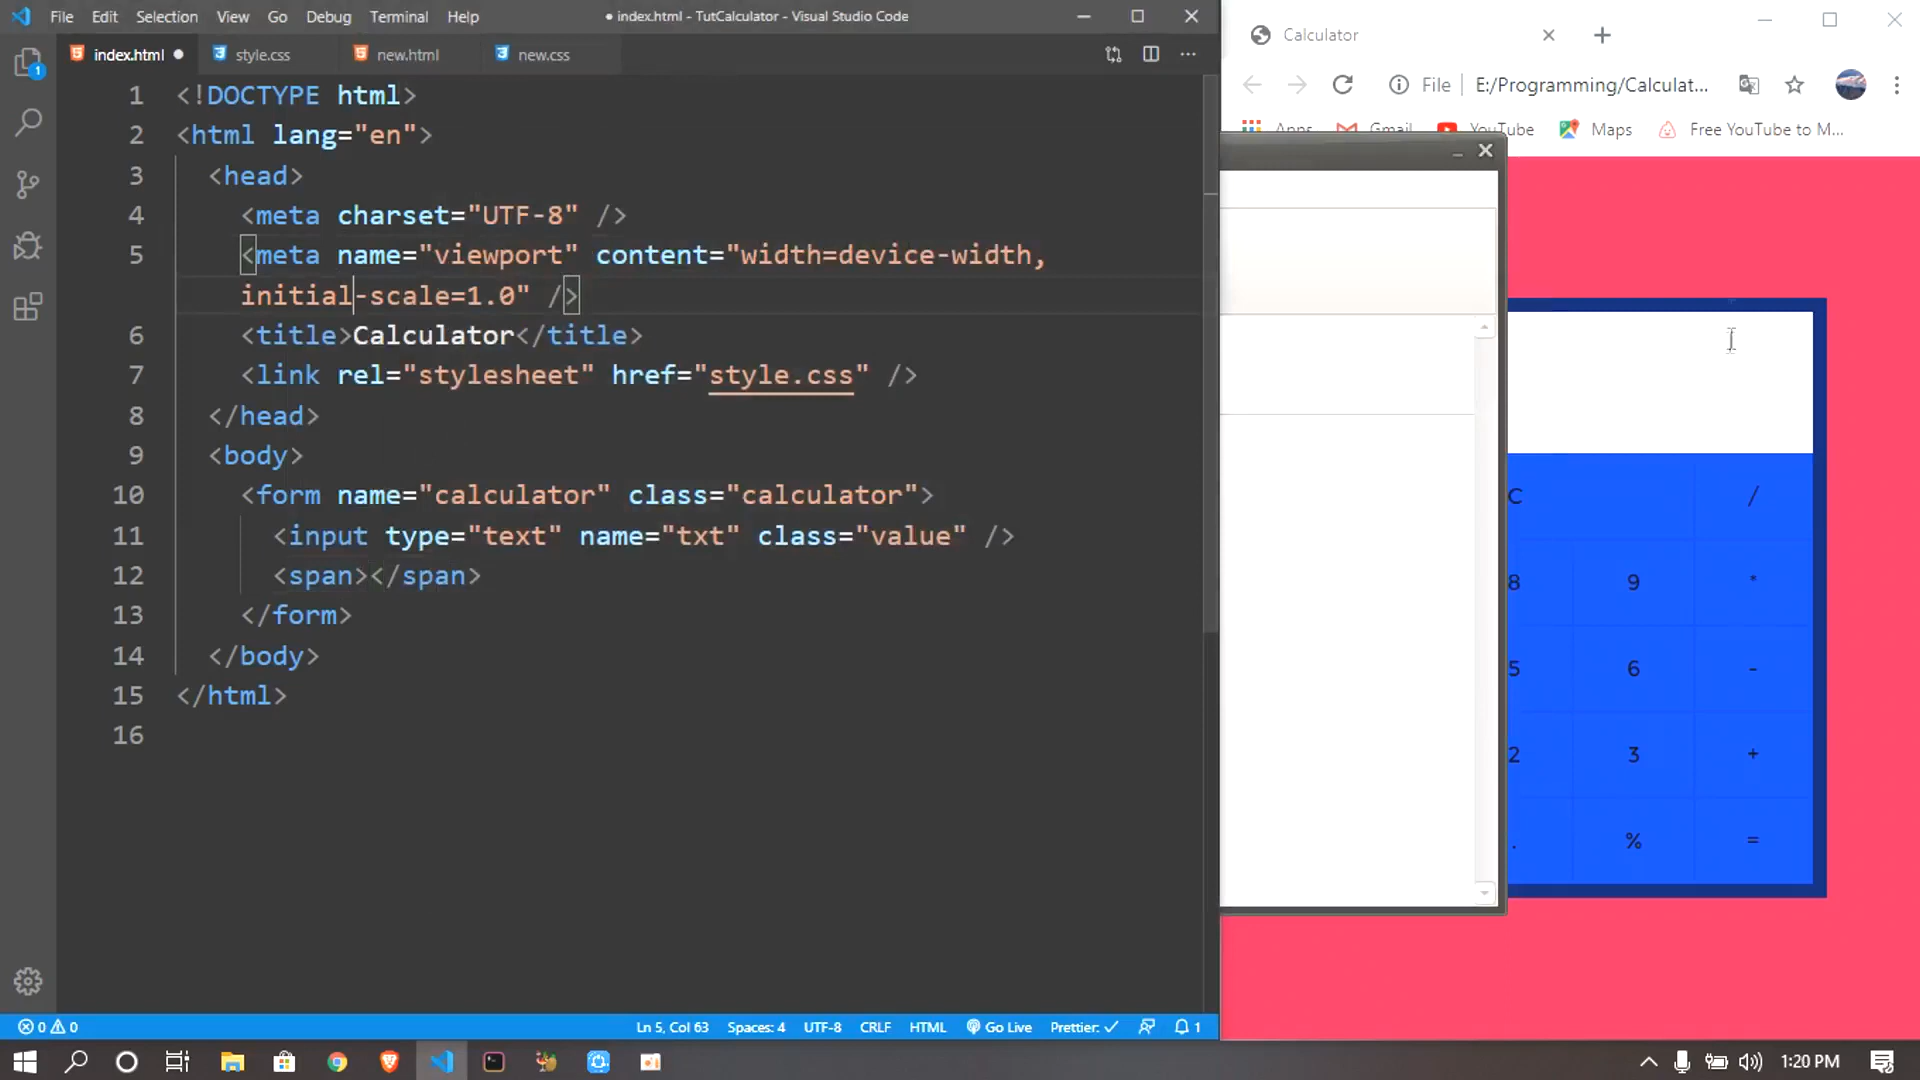 File Edit Selection View Go Debug Terminal Help
● index.html - TutCalculator - Visual Studio Code
index.html ● style.css new.html new.css
1 <!DOCTYPE html>
2 <html lang="en">
3 <head>
4 <meta charset="UTF-8" />
5 <meta name="viewport" content="width=device-width,
initial-scale=1.0" />
6 <title>Calculator</title>
7 <link rel="stylesheet" href="style.css" />
8 </head>
9 <body>
10 <form name="calculator" class="calculator">
11 <input type="text" name="txt" class="value" />
12 <span></span>
13 </form>
14 </body>
15 </html>
16
1
0 0 Ln 5, Col 63 Spaces: 4 UTF-8 CRLF HTML Go Live Prettier: ✓ 1
Calculator
File E:/Programming/Calculat...
Apps Gmail YouTube Maps Free YouTube to M...
C /
8 9 *
5 6 -
2 3 +
. % =
1:20 PM